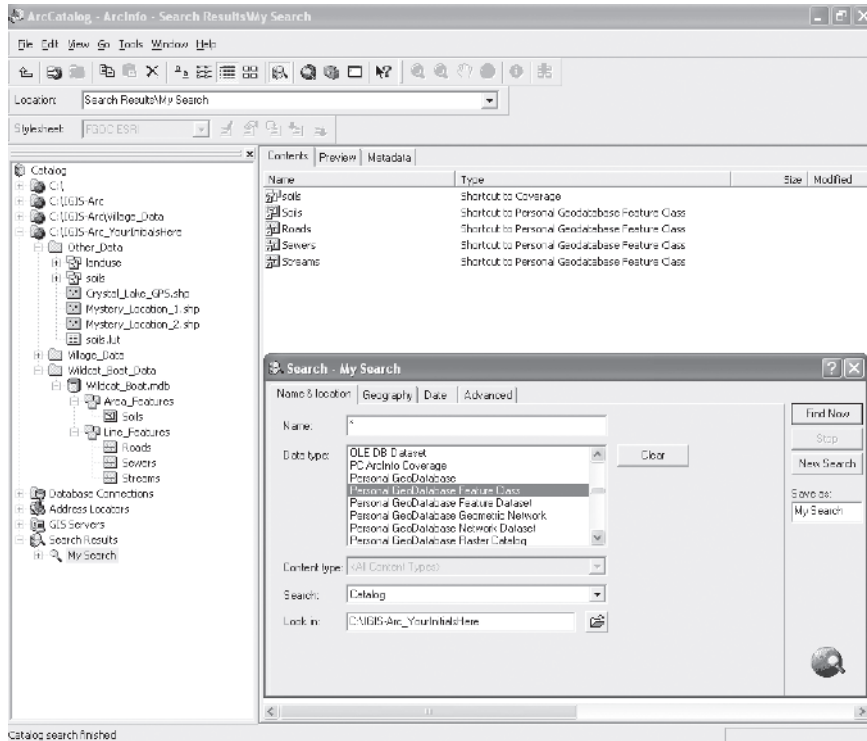 ArcCatalog - ArcInfo - Search Results\My Search
File Edit View Go Tools Window Help
Location: Search Results\My Search
Stylesheet: FGDC ESRI
Catalog
C:\
C:\IGIS-Arc
C:\IGIS-Arc\Village_Data
C:\IGIS-Arc_YourInitialsHere
Other_Data
landuse
soils
Crystal_Lake_GPS.shp
Mystery_Location_1.shp
Mystery_Location_2.shp
soils.lut
Village_Data
Wildcat_Boat_Data
Wildcat_Boat.mdb
Area_Features
Soils
Line_Features
Roads
Sewers
Streams
Database Connections
Address Locators
GIS Servers
Search Results
My Search
Contents Preview Metadata
Name Type Size Modified
soils Shortcut to Coverage
Soils Shortcut to Personal Geodatabase Feature Class
Roads Shortcut to Personal Geodatabase Feature Class
Sewers Shortcut to Personal Geodatabase Feature Class
Streams Shortcut to Personal Geodatabase Feature Class
Search - My Search
Name & location Geography Date Advanced
Name: *
Data type: OLE DB Dataset
PC ArcInfo Coverage
Personal GeoDatabase
Personal GeoDatabase Feature Class
Personal GeoDatabase Feature Dataset
Personal GeoDatabase Geometric Network
Personal GeoDatabase Network Dataset
Personal GeoDatabase Raster Catalog
Clear
Content type: <All Content Types>
Search: Catalog
Look in: C:\IGIS-Arc_YourInitialsHere
Find Now
Stop
New Search
Save as:
My Search
Catalog search finished